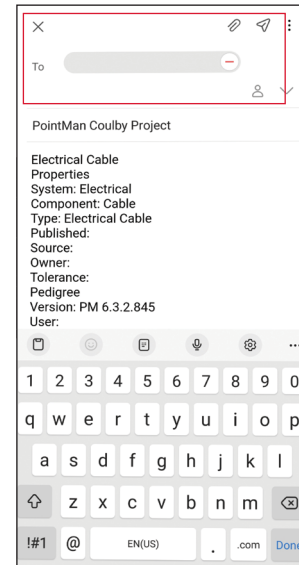 To
PointMan Coulby Project
Electrical Cable
Properties
System: Electrical
Component: Cable
Type: Electrical Cable
Published:
Source:
Owner:
Tolerance:
Pedigree
Version: PM 6.3.2.845
User:
1 2 3 4 5 6 7 8 9 0
q w e r t y u i o p
a s d f g h j k l
z x c v b n m
!#1 @ EN(US) . .com Done